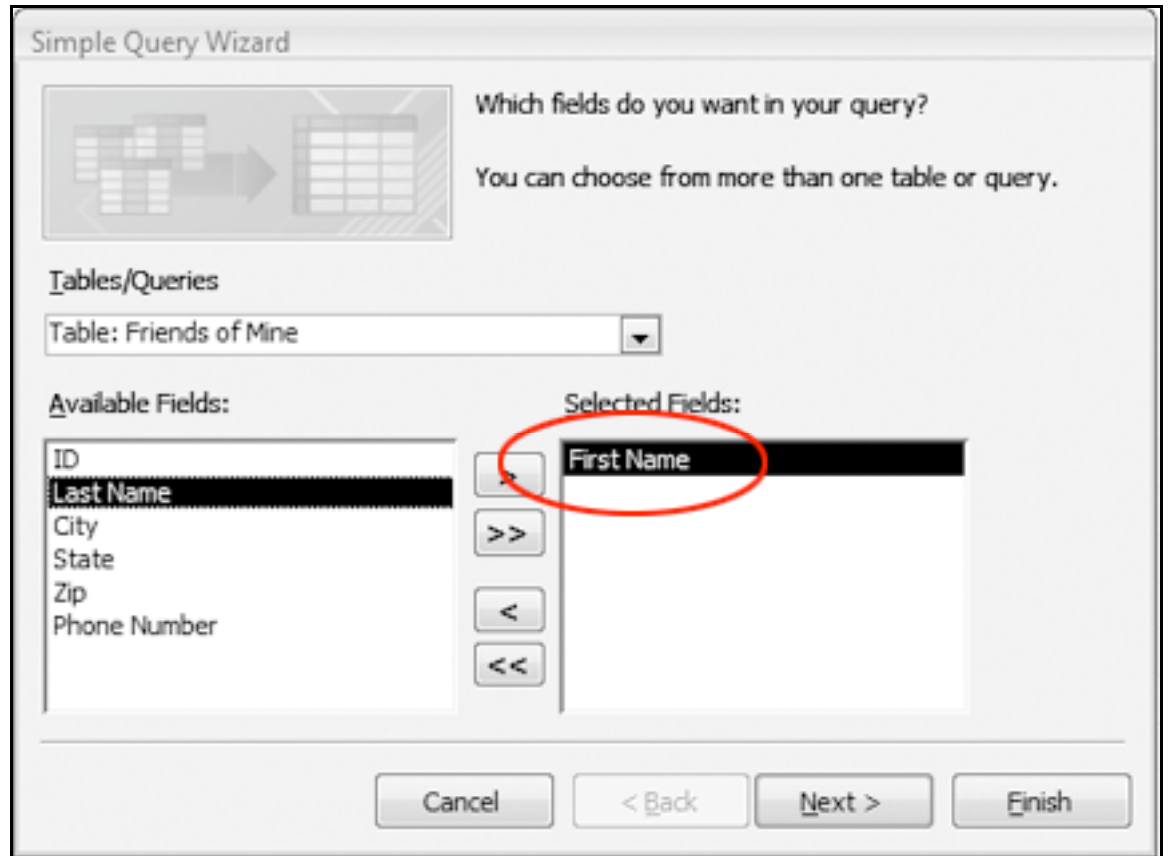 Simple Query Wizard
Which fields do you want in your query?
You can choose from more than one table or query.
Tables/Queries
Table: Friends of Mine
Available Fields:
Selected Fields:
ID
Last Name
City
State
Zip
Phone Number
>
>>
<
<<
First Name
Cancel
< Back
Next >
Finish